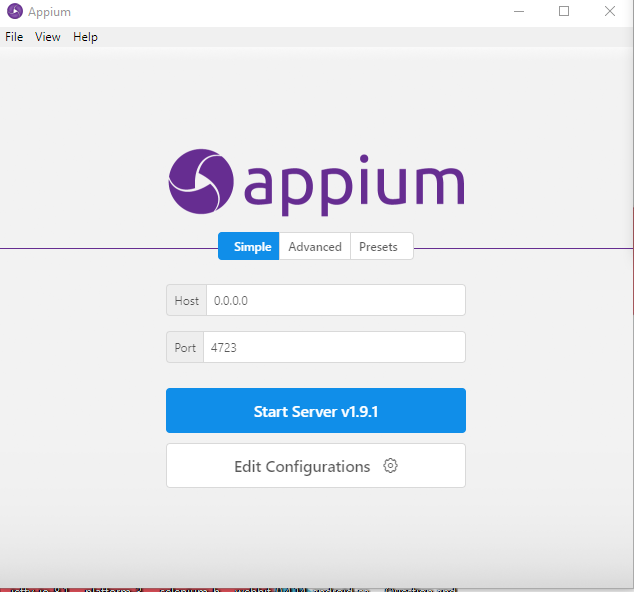 Appium
File View Help
appium
Simple Advanced Presets
Host 0.0.0.0
Port 4723
Start Server v1.9.1
Edit Configurations